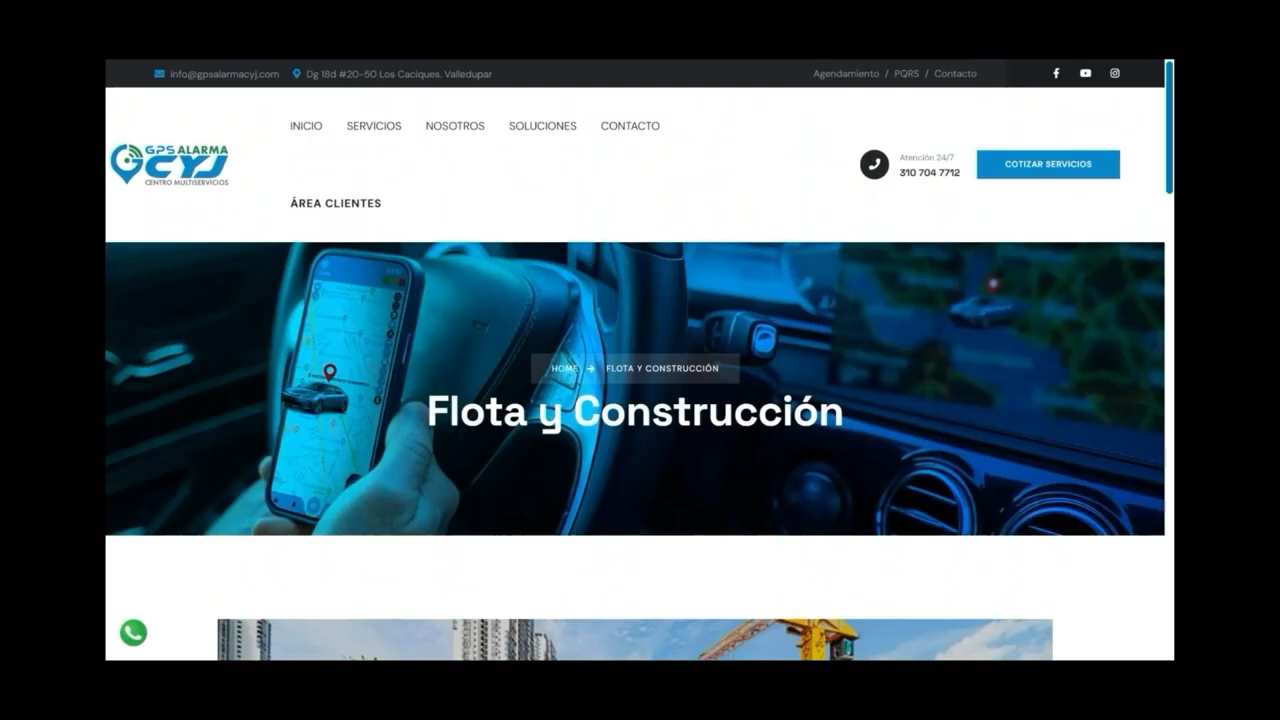 info@gpsalarmacyj.com Dg 18d #20-50 Los Caciques. Valledupar
Agendamiento / PQRS / Contacto
INICIO SERVICIOS NOSOTROS SOLUCIONES CONTACTO
GPS ALARMA
CYJ
CENTRO MULTISERVICIOS
Atención 24/7
310 704 7712
COTIZAR SERVICIOS
ÁREA CLIENTES
HOME → FLOTA Y CONSTRUCCIÓN
Flota y Construcción